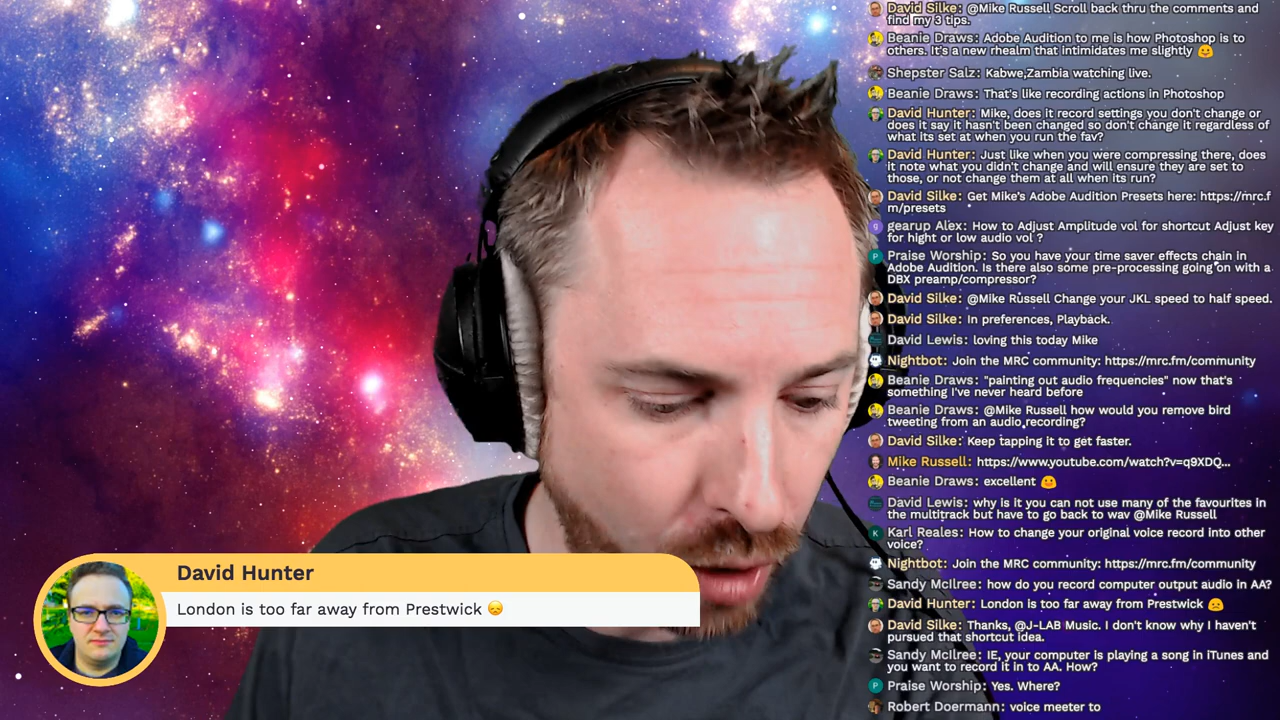 David Silke: @Mike Russell Scroll back thru the comments and
find my 3 tips.
Beanie Draws: Adobe Audition to me is how Photoshop is to
others. It's a new rhealm that intimidates me slightly
Shepster Salz: Kabwe,Zambia watching live.
Beanie Draws: That's like recording actions in Photoshop
David Hunter: Mike, does it record settings you don't change or
does it say it hasn't been changed so don't change it regardless of
what its set at when you run the fav?
David Hunter: Just like when you were compressing there, does
it note what you didn't change and will ensure they are set to
those, or not change them at all when its run?
David Silke: Get Mike's Adobe Audition Presets here: https://mrc.f
m/presets
g
gearup Alex: How to Adjust Amplitude vol for shortcut Adjust key
for hight or low audio vol ?
P
Praise Worship: So you have your time saver effects chain in
Adobe Audition. Is there also some pre-processing going on with a
DBX preamp/compressor?
David Silke: @Mike Russell Change your JKL speed to half speed.
David Silke: In preferences, Playback.
David Lewis: loving this today Mike
Nightbot: Join the MRC community: https://mrc.fm/community
Beanie Draws: "painting out audio frequencies" now that's
something I've never heard before
Beanie Draws: @Mike Russell how would you remove bird
tweeting from an audio recording?
David Silke: Keep tapping it to get faster.
Mike Russell: https://www.youtube.com/watch?v=q9XDQ...
Beanie Draws: excellent
David Lewis: why is it you can not use many of the favourites in
the multitrack but have to go back to wav @Mike Russell
K
Karl Reales: How to change your original voice record into other
voice?
Nightbot: Join the MRC community: https://mrc.fm/community
Sandy McIlree: how do you record computer output audio in AA?
David Hunter: London is too far away from Prestwick ☹️
David Silke: Thanks, @J-LAB Music. I don't know why I haven't
pursued that shortcut idea.
Sandy McIlree: IE, your computer is playing a song in iTunes and
you want to record it in to AA. How?
P
Praise Worship: Yes. Where?
Robert Doermann: voice meeter to
David Hunter
London is too far away from Prestwick 😞